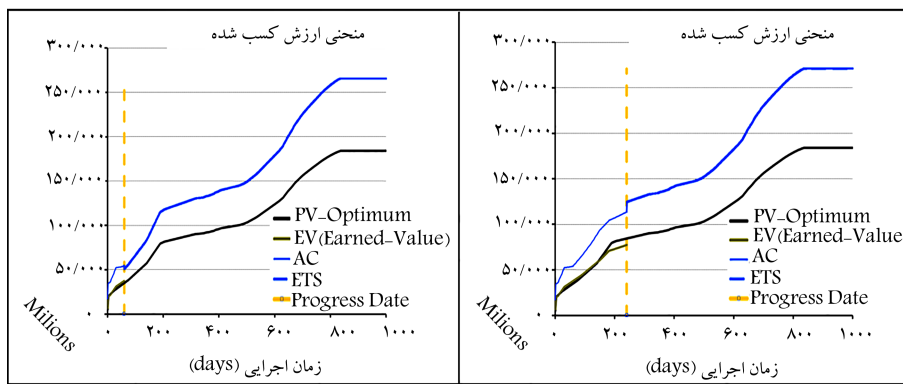 منحنی ارزش کسب شده
۳۰۰/۰۰۰
۲۵۰/۰۰۰
۲۰۰/۰۰۰
۱۵۰/۰۰۰
۱۰۰/۰۰۰
۵۰/۰۰۰
۰
Milions
PV-Optimum
EV(Earned-Value)
AC
ETS
Progress Date
۰ ۲۰۰ ۴۰۰ ۶۰۰ ۸۰۰ ۱۰۰۰
زمان اجرایی (days)
منحنی ارزش کسب شده
۳۰۰/۰۰۰
۲۵۰/۰۰۰
۲۰۰/۰۰۰
۱۵۰/۰۰۰
۱۰۰/۰۰۰
۵۰/۰۰۰
۰
Milions
PV-Optimum
EV(Earned-Value)
AC
ETS
Progress Date
۰ ۲۰۰ ۴۰۰ ۶۰۰ ۸۰۰ ۱۰۰۰
زمان اجرایی (days)